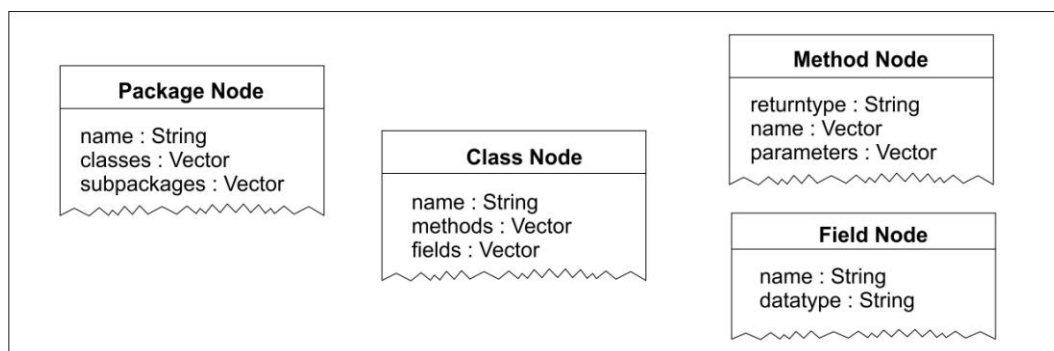 Package Node
name : String
classes : Vector
subpackages : Vector
Class Node
name : String
methods : Vector
fields : Vector
Method Node
returntype : String
name : Vector
parameters : Vector
Field Node
name : String
datatype : String